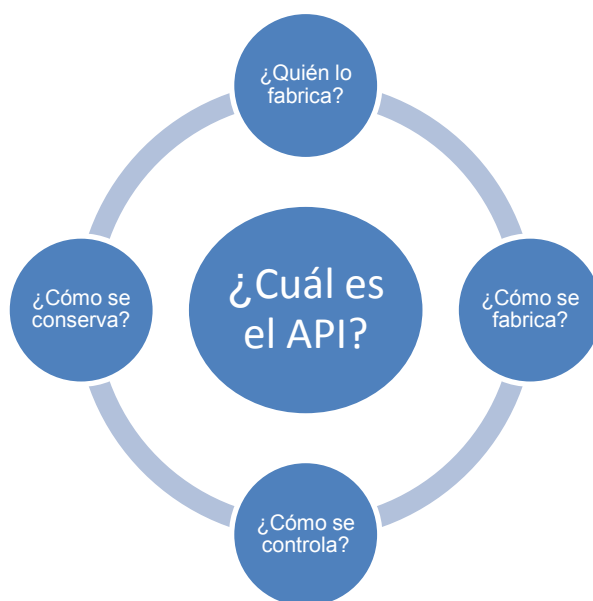 ¿Quién lo
fabrica?
¿Cuál es
el API?
¿Cómo se
conserva?
¿Cómo se
fabrica?
¿Cómo se
controla?